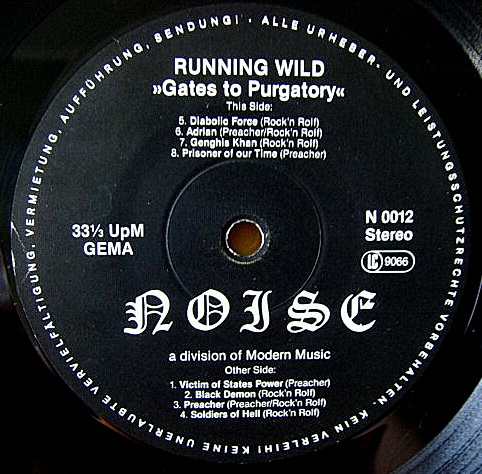 ALLE URHEBER- UND LEISTUNGSSCHUTZRECHTE VORBEHALTEN. KEIN VERLEIH! KEINE UNERLAUBTE VERVIELFÄLTIGUNG, VERMIETUNG, AUFFÜHRUNG, SENDUNG! -
RUNNING WILD
»Gates to Purgatory«
This Side:
5. Diabolic Force (Rock'n Rolf)
6. Adrian (Preacher/Rock'n Rolf)
7. Genghis Khan (Rock'n Rolf)
8. Prisoner of our Time (Preacher)
33⅓ UpM
GEMA
N 0012
Stereo
LC 9066
NOISE
a division of Modern Music
Other Side:
1. Victim of States Power (Preacher)
2. Black Demon (Rock'n Rolf)
3. Preacher (Preacher/Rock'n Rolf)
4. Soldiers of Hell (Rock'n Rolf)